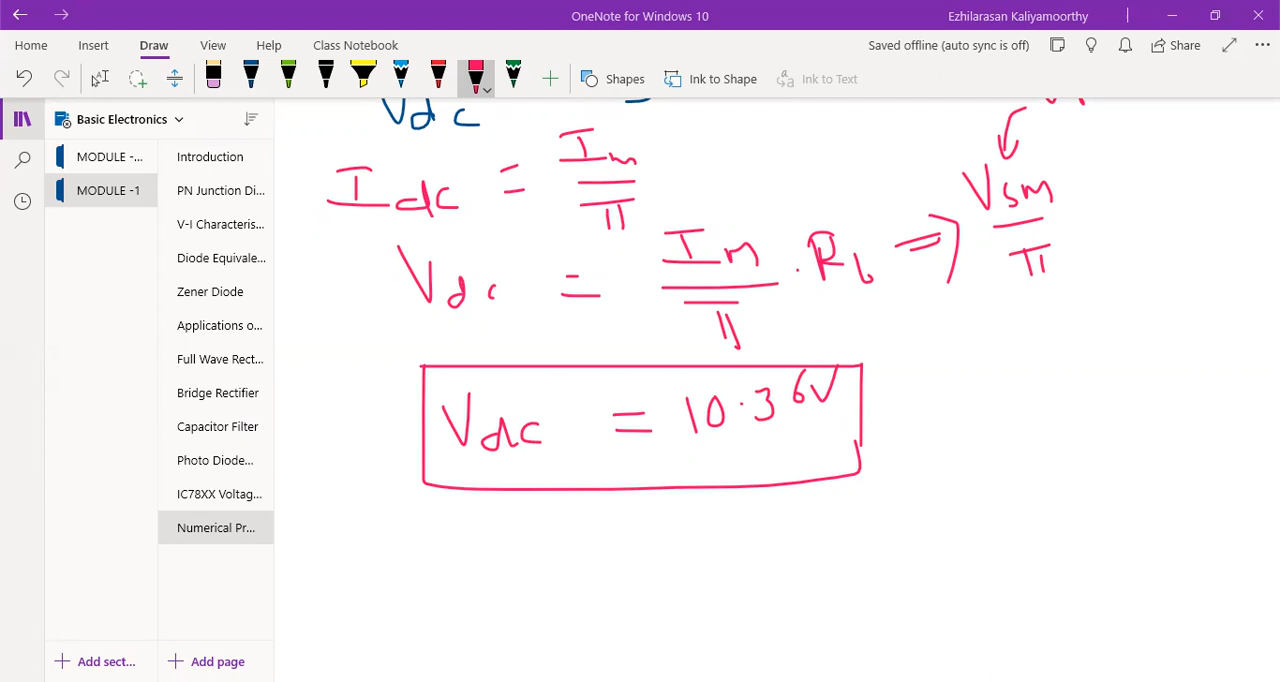 OneNote for Windows 10
Ezhilarasan Kaliyamoorthy
Home Insert Draw View Help Class Notebook
Saved offline (auto sync is off) Share
Shapes Ink to Shape Ink to Text
Basic Electronics
MODULE -...
MODULE -1
Introduction
PN Junction Di...
V-I Characteris...
Diode Equivale...
Zener Diode
Applications o...
Full Wave Rect...
Bridge Rectifier
Capacitor Filter
Photo Diode...
IC78XX Voltag...
Numerical Pr...
Add sect...
Add page
Vdc =
Idc = Im/π
Vdc = Im/π . RL ⇒ Vsm/π
Vdc = 10.36V